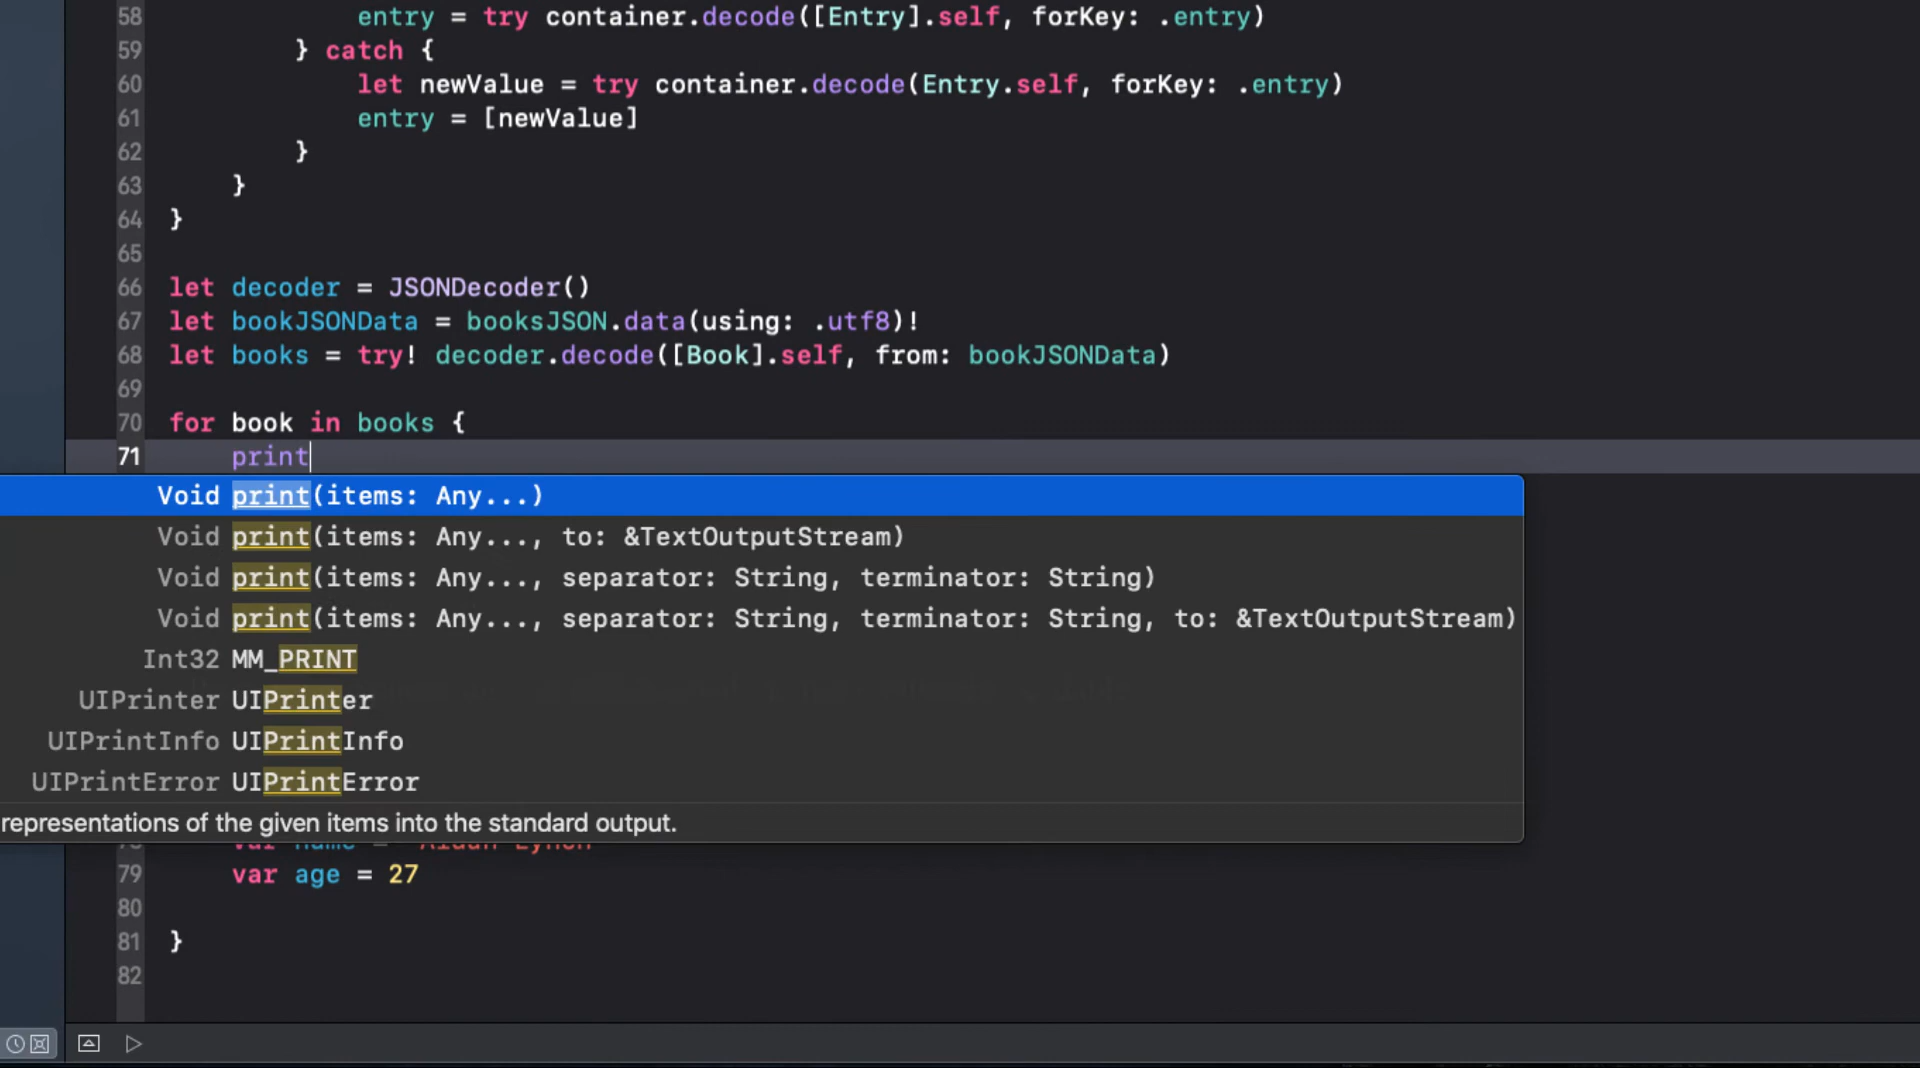 58 entry = try container.decode([Entry].self, forKey: .entry)
59 } catch {
60 let newValue = try container.decode(Entry.self, forKey: .entry)
61 entry = [newValue]
62 }
63 }
64 }
65
66 let decoder = JSONDecoder()
67 let bookJSONData = booksJSON.data(using: .utf8)!
68 let books = try! decoder.decode([Book].self, from: bookJSONData)
69
70 for book in books {
71 print
Void print(items: Any...)
Void print(items: Any..., to: &TextOutputStream)
Void print(items: Any..., separator: String, terminator: String)
Void print(items: Any..., separator: String, terminator: String, to: &TextOutputStream)
Int32 MM_PRINT
UIPrinter UIPrinter
UIPrintInfo UIPrintInfo
UIPrintError UIPrintError
representations of the given items into the standard output.
79 var age = 27
80
81 }
82